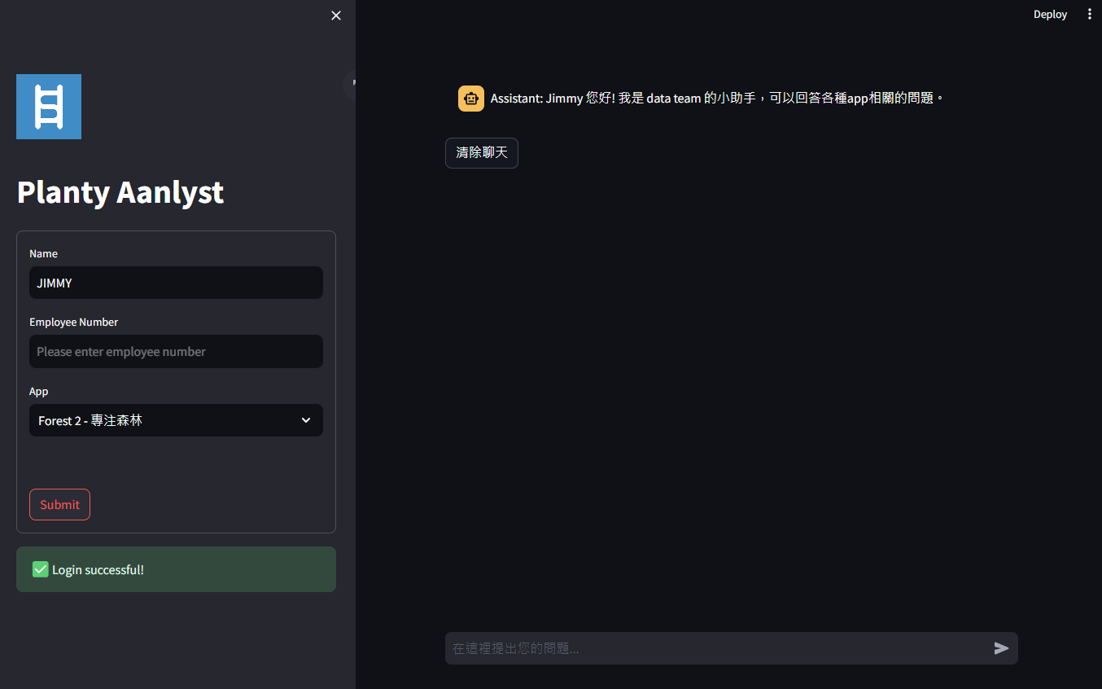 Deploy
Planty Aanlyst
Name
JIMMY
Employee Number
Please enter employee number
App
Forest 2 - 專注森林
Submit
Login successful!
Assistant: Jimmy 您好! 我是 data team 的小助手，可以回答各種app相關的問題。
清除聊天
在這裡提出您的問題...